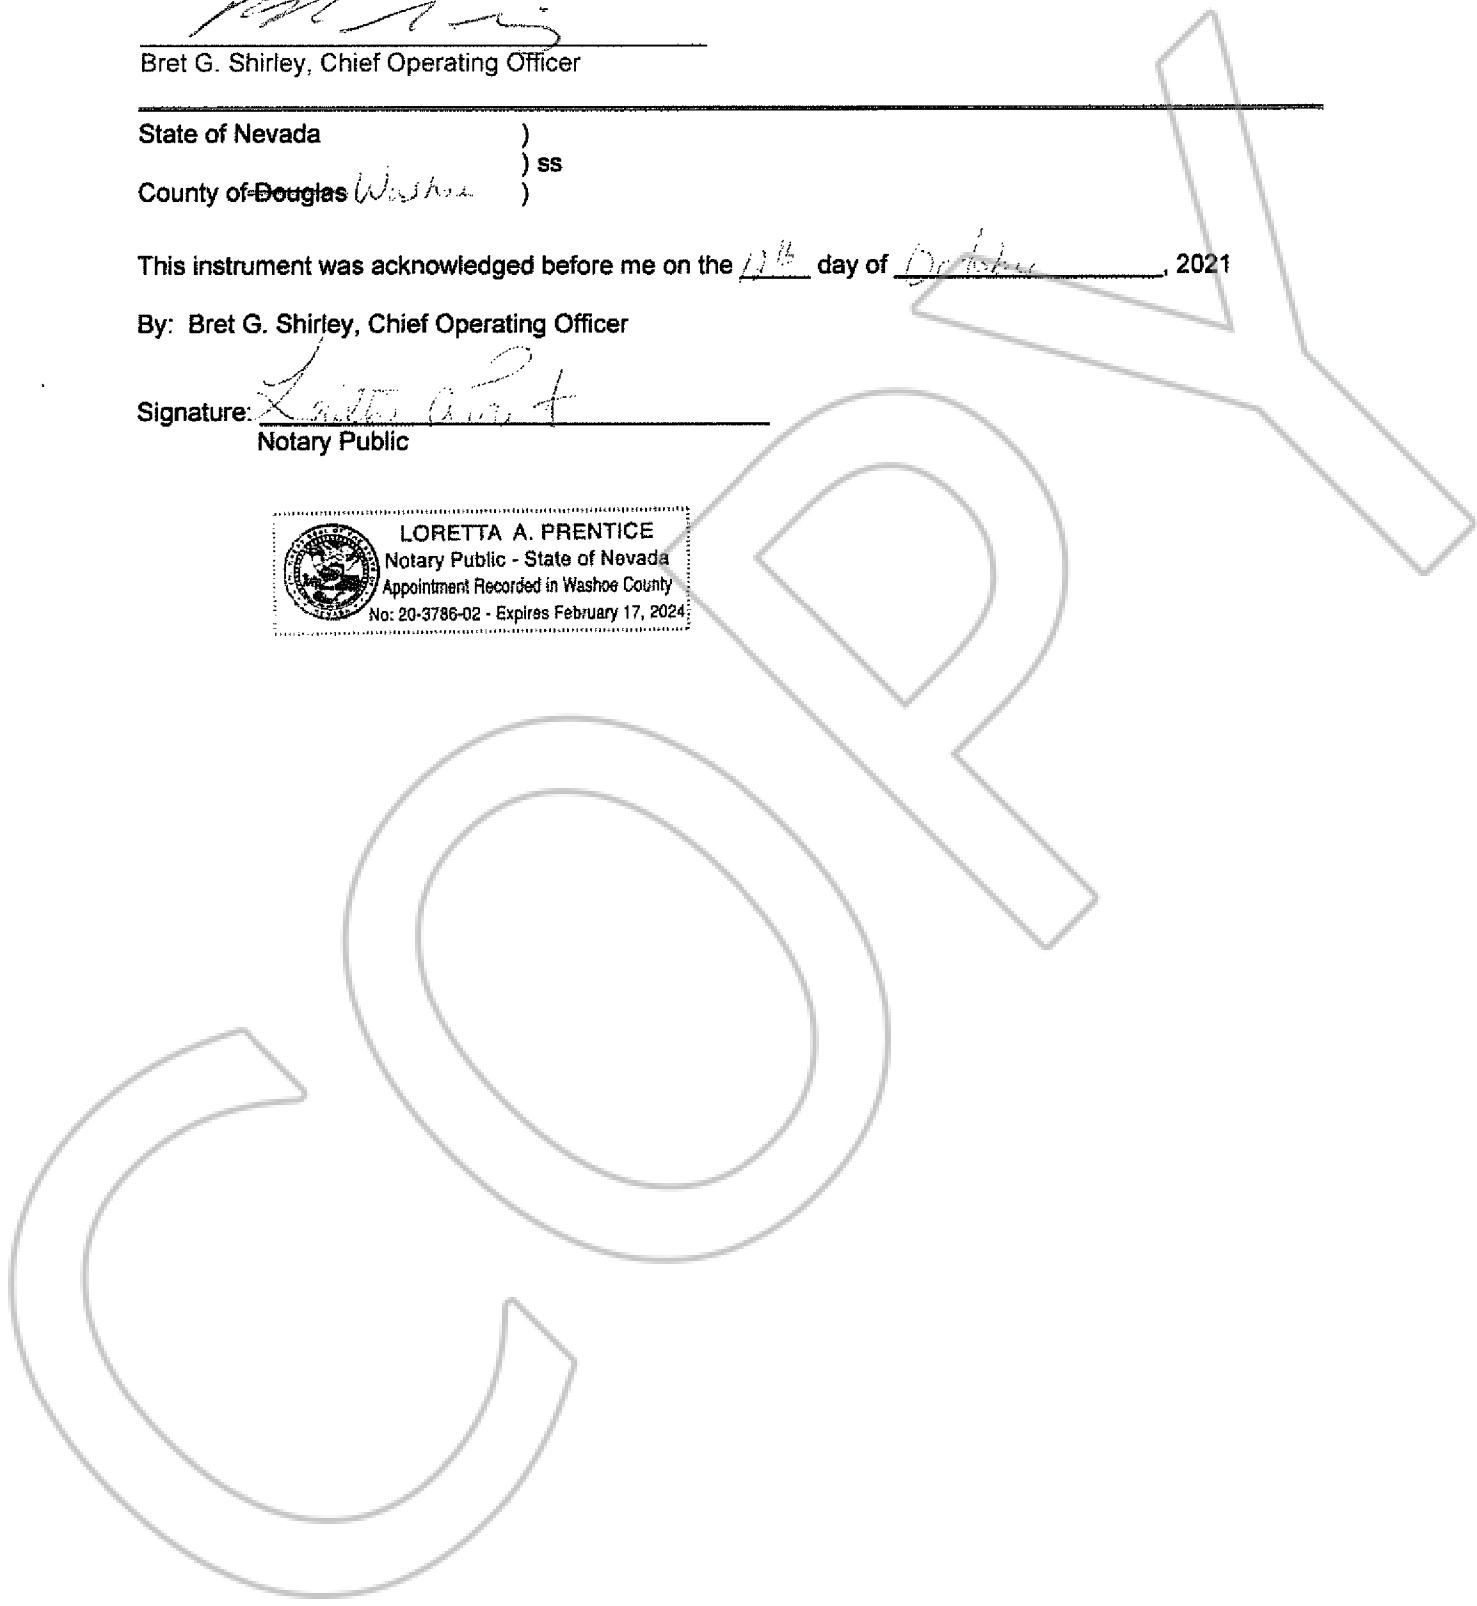 Bret G. Shirley, Chief Operating Officer
State of Nevada )
) ss
County of Douglas Washoe )
This instrument was acknowledged before me on the 12th day of October, 2021
By: Bret G. Shirley, Chief Operating Officer
Signature:
Notary Public
LORETTA A. PRENTICE
Notary Public - State of Nevada
Appointment Recorded in Washoe County
No: 20-3786-02 - Expires February 17, 2024
COPY